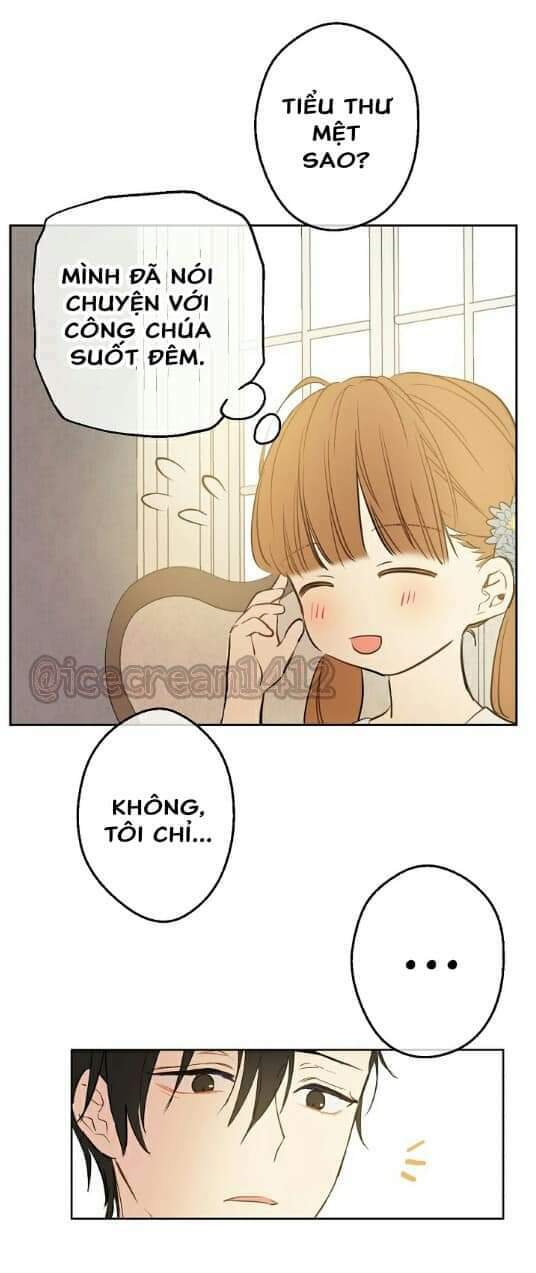 TIỂU THƯ
MỆT
SAO?
MÌNH ĐÃ NÓI
CHUYỆN VỚI
CÔNG CHÚA
SUỐT ĐÊM.
@icecream1412
KHÔNG,
TÔI CHỈ...
...